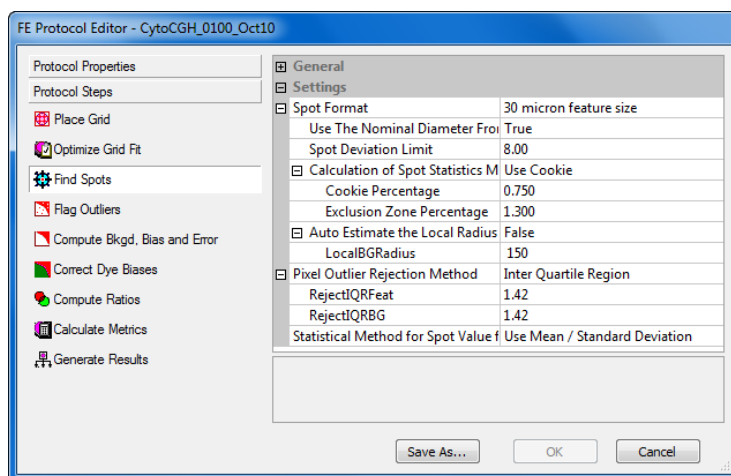 FE Protocol Editor - CytoCGH_0100_Oct10
Protocol Properties
Protocol Steps
Place Grid
Optimize Grid Fit
Find Spots
Flag Outliers
Compute Bkgd, Bias and Error
Correct Dye Biases
Compute Ratios
Calculate Metrics
Generate Results
General
Settings
Spot Format 30 micron feature size
Use The Nominal Diameter Fro True
Spot Deviation Limit 8.00
Calculation of Spot Statistics M Use Cookie
Cookie Percentage 0.750
Exclusion Zone Percentage 1.300
Auto Estimate the Local Radius False
LocalBGRadius 150
Pixel Outlier Rejection Method Inter Quartile Region
RejectIQRFeat 1.42
RejectIQRBG 1.42
Statistical Method for Spot Value f Use Mean / Standard Deviation
Save As... OK Cancel